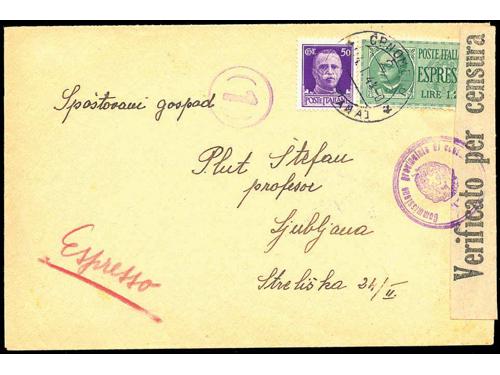 CENT. 50
POSTE ITALIANE
POSTE ITALIANE
ESPRESSO
LIRE 1,25
1
Spoštovani gospod
Plut Štefan
profesor
Ljubljana
Streliška 24/II.
Espresso
Verificato per censura